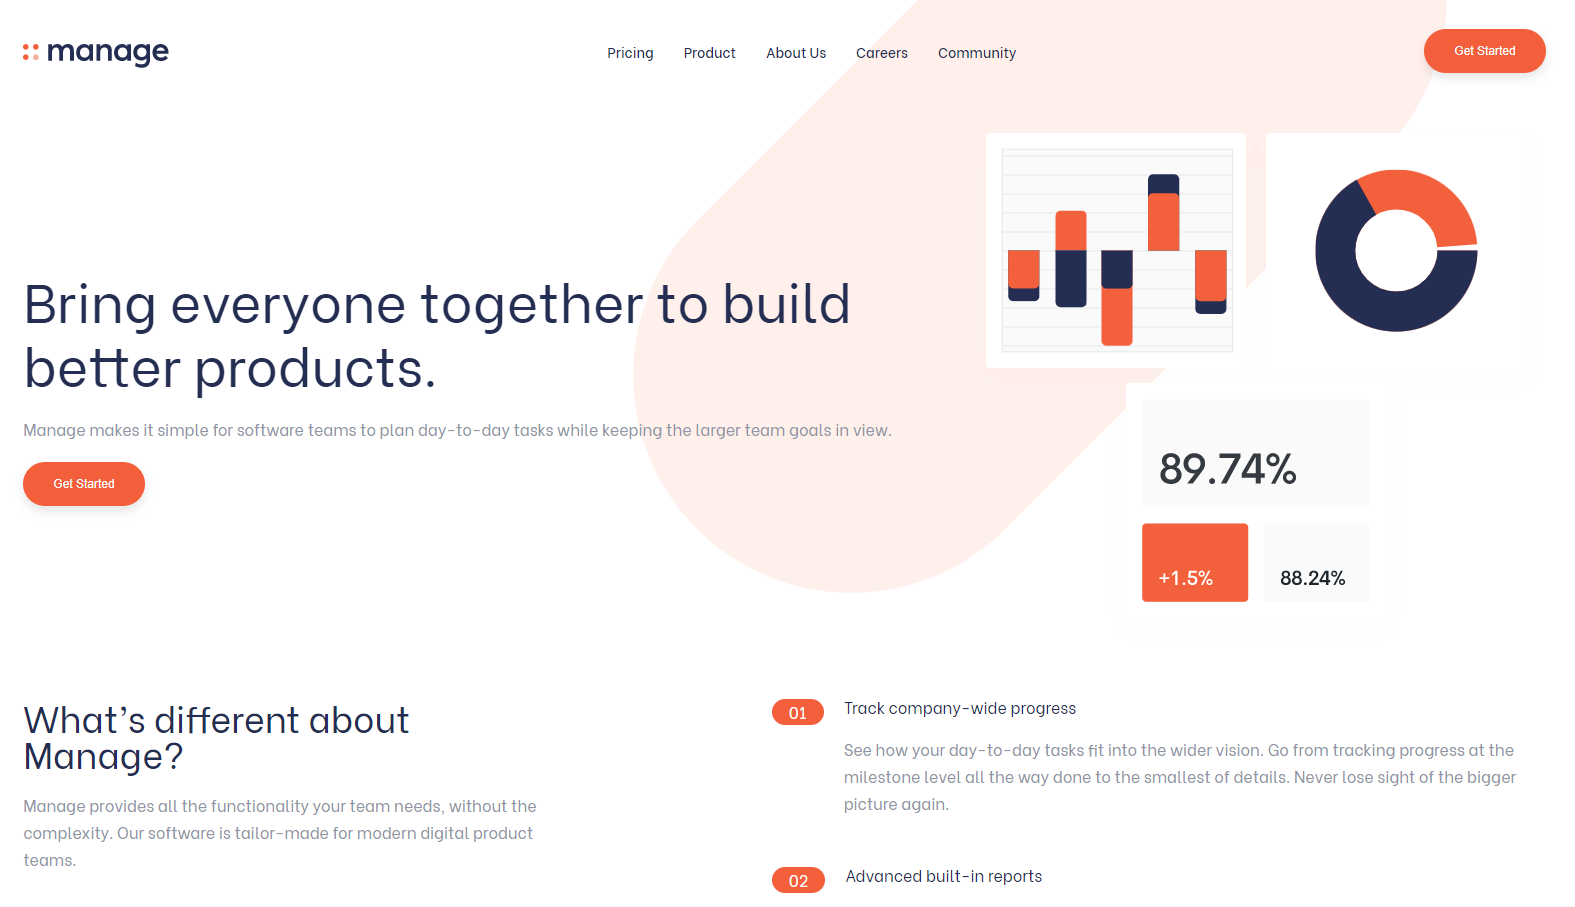 manage
Pricing Product About Us Careers Community
Get Started
Bring everyone together to build
better products.
Manage makes it simple for software teams to plan day-to-day tasks while keeping the larger team goals in view.
Get Started
89.74%
+1.5% 88.24%
What's different about
Manage?
Manage provides all the functionality your team needs, without the
complexity. Our software is tailor-made for modern digital product
teams.
01 Track company-wide progress
See how your day-to-day tasks fit into the wider vision. Go from tracking progress at the
milestone level all the way done to the smallest of details. Never lose sight of the bigger
picture again.
02 Advanced built-in reports